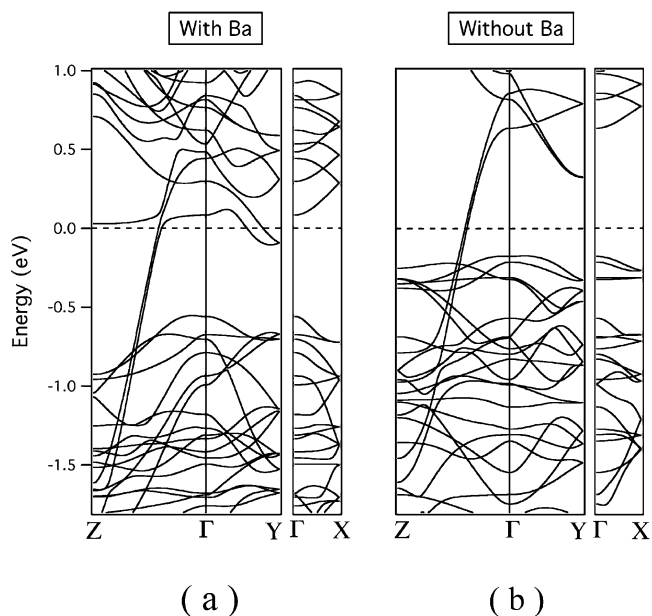 With Ba
Without Ba
1.0
0.5
0.0
-0.5
-1.0
-1.5
Energy (eV)
Z Γ Y Γ X
Z Γ Y Γ X
( a )
( b )